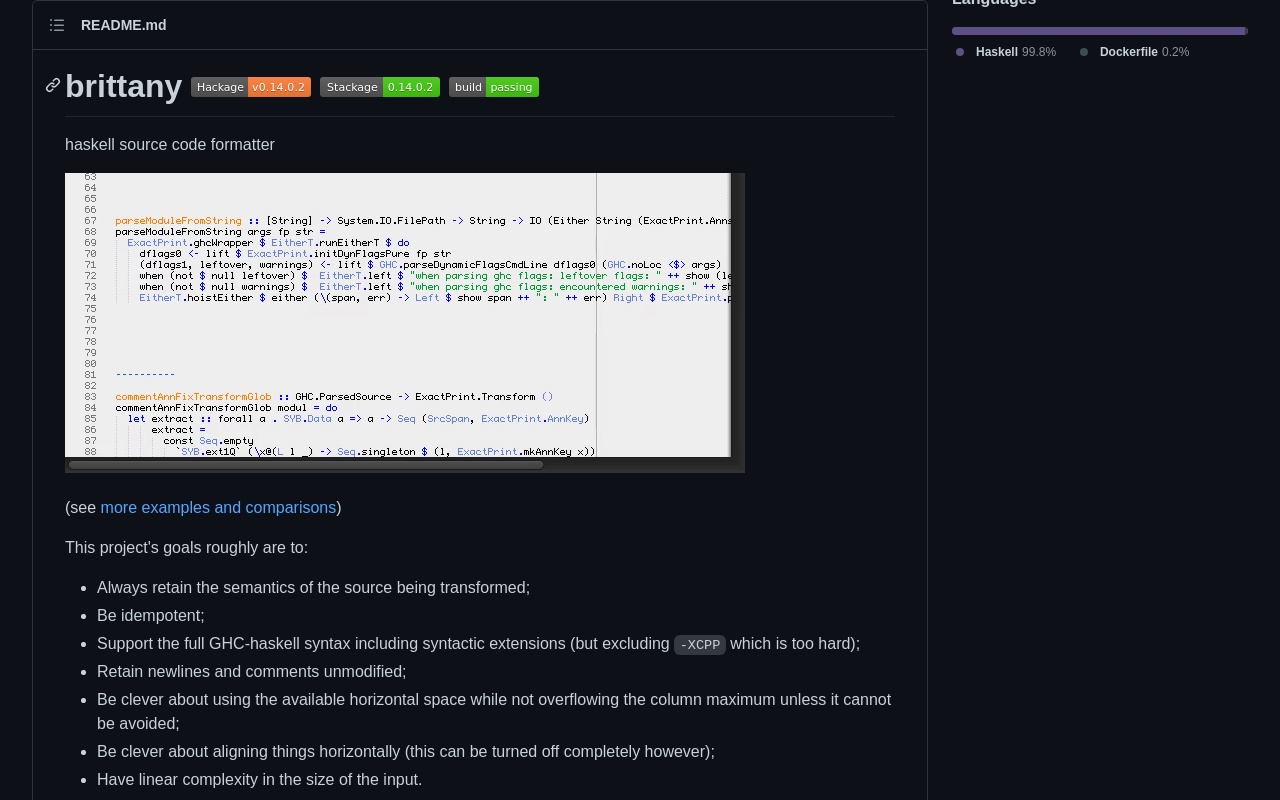 Languages
README.md
Haskell 99.8% Dockerfile 0.2%
brittany Hackage v0.14.0.2 Stackage 0.14.0.2 build passing
haskell source code formatter
63
64
65
66
67 parseModuleFromString :: [String] -> System.IO.FilePath -> String -> IO (Either String (ExactPrint.Anns
68 parseModuleFromString args fp str =
69 ExactPrint.ghcWrapper $ EitherT.runEitherT $ do
70 dflags0 <- lift $ ExactPrint.initDynFlagsPure fp str
71 (dflags1, leftover, warnings) <- lift $ GHC.parseDynamicFlagsCmdLine dflags0 (GHC.noLoc <$> args)
72 when (not $ null leftover) $ EitherT.left $ "when parsing ghc flags: leftover flags: " ++ show (le
73 when (not $ null warnings) $ EitherT.left $ "when parsing ghc flags: encountered warnings: " ++ sh
74 EitherT.hoistEither $ either (\(span, err) -> Left $ show span ++ ": " ++ err) Right $ ExactPrint.p
75
76
77
78
79
80
81 ----------
82
83 commentAnnFixTransformGlob :: GHC.ParsedSource -> ExactPrint.Transform ()
84 commentAnnFixTransformGlob modul = do
85 let extract :: forall a . SYB.Data a => a -> Seq (SrcSpan, ExactPrint.AnnKey)
86 extract =
87 const Seq.empty
88 `SYB.ext1Q` (\x@(L l _) -> Seq.singleton $ (l, ExactPrint.mkAnnKey x))
(see more examples and comparisons)
This project's goals roughly are to:
• Always retain the semantics of the source being transformed;
• Be idempotent;
• Support the full GHC-haskell syntax including syntactic extensions (but excluding -XCPP which is too hard);
• Retain newlines and comments unmodified;
• Be clever about using the available horizontal space while not overflowing the column maximum unless it cannot
be avoided;
• Be clever about aligning things horizontally (this can be turned off completely however);
• Have linear complexity in the size of the input.